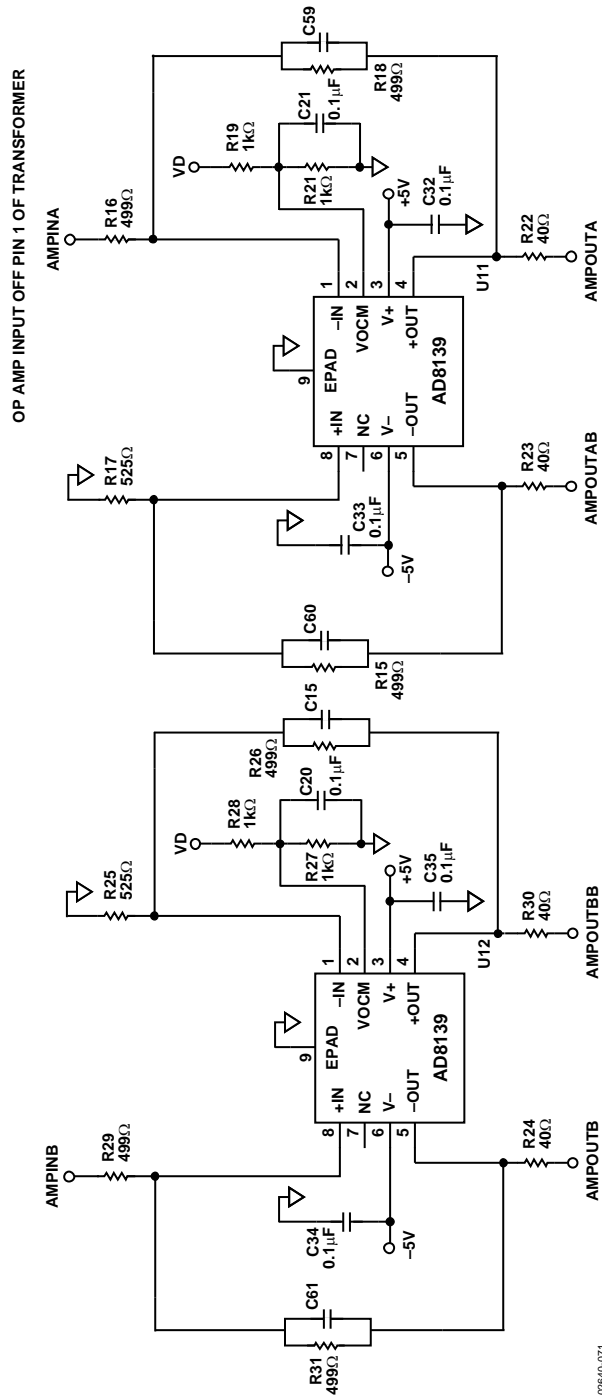 OP AMP INPUT OFF PIN 1 OF TRANSFORMER
AMPINB
R29
499Ω
R25
525Ω
VD
R28
1kΩ
R26
499Ω
C15
C20
0.1µF
R27
1kΩ
R31
499Ω
C61
C34
0.1µF
–5V
+IN
8
NC
7
V–
6
–OUT
5
9
EPAD
AD8139
–IN
1
VOCM
2
V+
3
+OUT
4
U12
+5V
C35
0.1µF
R24
40Ω
AMPOUTB
R30
40Ω
AMPOUTBB
R17
525Ω
AMPINA
R16
499Ω
VD
R19
1kΩ
C59
R18
499Ω
C21
0.1µF
R21
1kΩ
C60
R15
499Ω
C33
0.1µF
–5V
+IN
8
NC
7
V–
6
–OUT
5
9
EPAD
AD8139
–IN
1
VOCM
2
V+
3
+OUT
4
U11
+5V
C32
0.1µF
R23
40Ω
AMPOUTAB
R22
40Ω
AMPOUTA